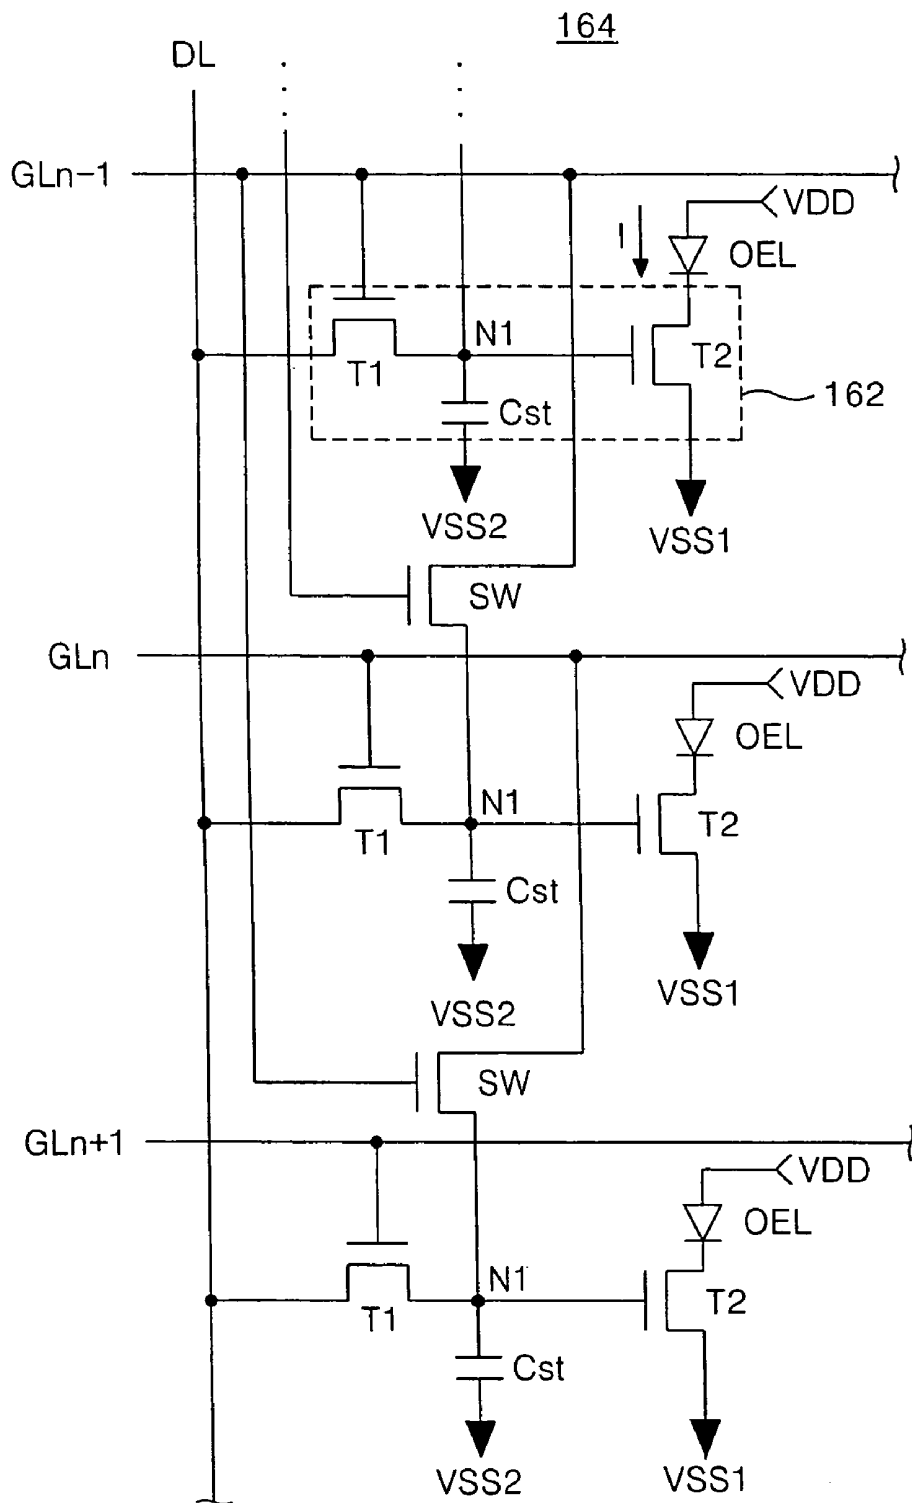 164
DL
GLn-1
VDD
I
OEL
N1
T1
T2
162
Cst
VSS2
VSS1
SW
GLn
VDD
OEL
N1
T1
T2
Cst
VSS2
VSS1
SW
GLn+1
VDD
OEL
N1
T1
T2
Cst
VSS2
VSS1